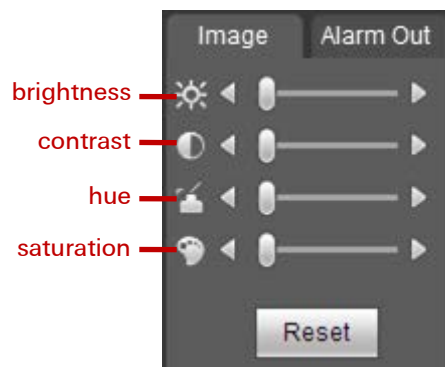 Image
Alarm Out
brightness
contrast
hue
saturation
Reset